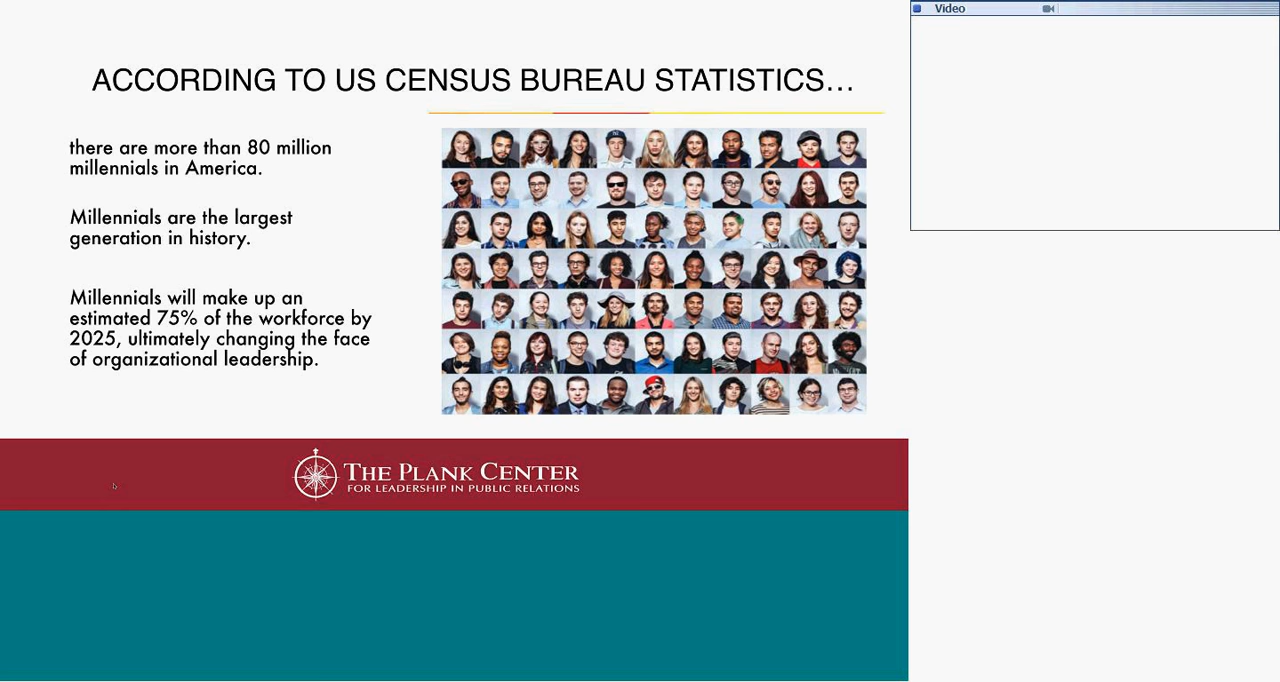 ACCORDING TO US CENSUS BUREAU STATISTICS…
there are more than 80 million
millennials in America.
Millennials are the largest
generation in history.
Millennials will make up an
estimated 75% of the workforce by
2025, ultimately changing the face
of organizational leadership.
THE PLANK CENTER
FOR LEADERSHIP IN PUBLIC RELATIONS
Video